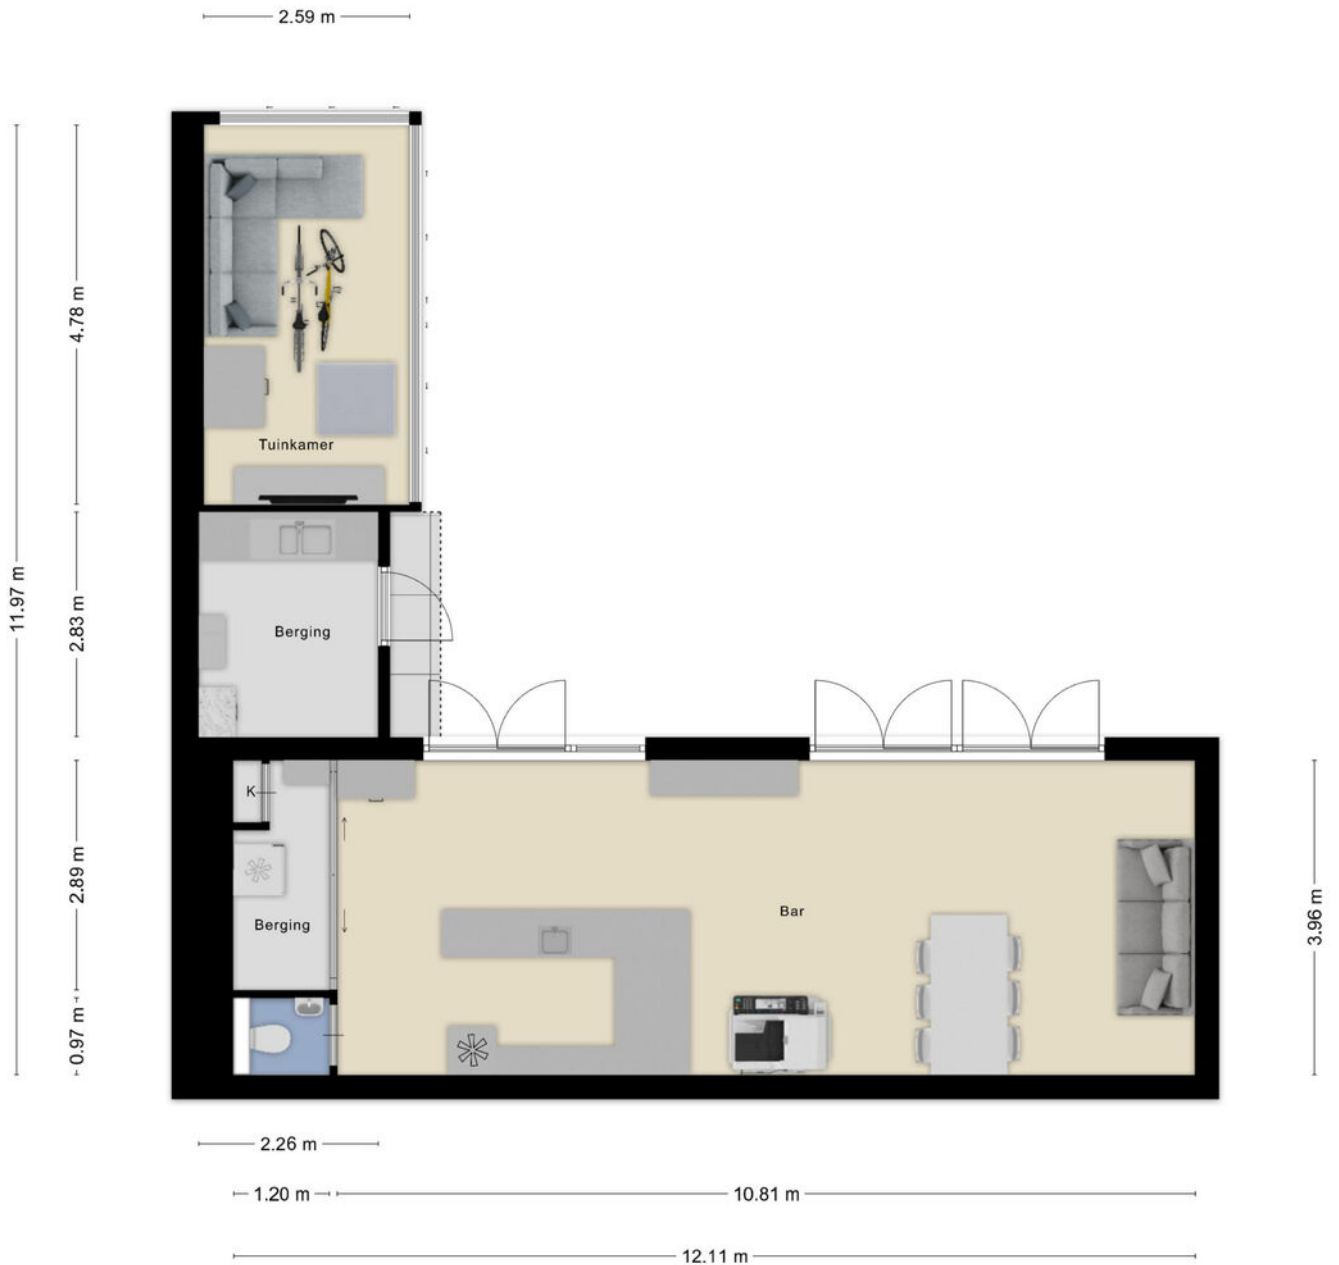 2.59 m
4.78 m
Tuinkamer
11.97 m
2.83 m
Berging
K
2.89 m
Bar
3.96 m
Berging
0.97 m
2.26 m
1.20 m
10.81 m
12.11 m